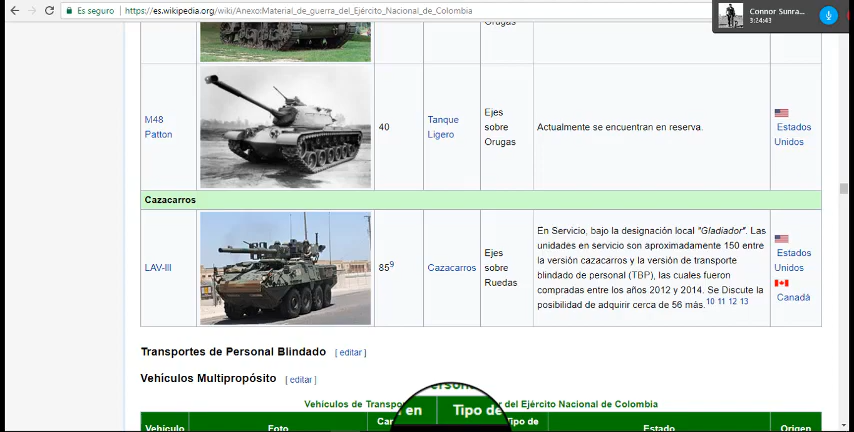 Es seguro https://es.wikipedia.org/wiki/Anexo:Material_de_guerra_del_Ejército_Nacional_de_Colombia
Connor Sunra...
3:24:43
Orugas
M48
Patton
40
Tanque
Ligero
Ejes
sobre
Orugas
Actualmente se encuentran en reserva.
Estados
Unidos
Cazacarros
LAV-III
85⁹
Cazacarros
Ejes
sobre
Ruedas
En Servicio, bajo la designación local "Gladiador". Las
unidades en servicio son aproximadamente 150 entre
la versión cazacarros y la versión de transporte
blindado de personal (TBP), las cuales fueron
compradas entre los años 2012 y 2014. Se Discute la
posibilidad de adquirir cerca de 56 más.10 11 12 13
Estados
Unidos
Canadá
Transportes de Personal Blindado [ editar ]
Vehículos Multipropósito [ editar ]
Vehículos de Transpo
er del Ejército Nacional de Colombia
Vehículo
Foto
Can
en
Tipo de
Tipo de
Estado
Origen